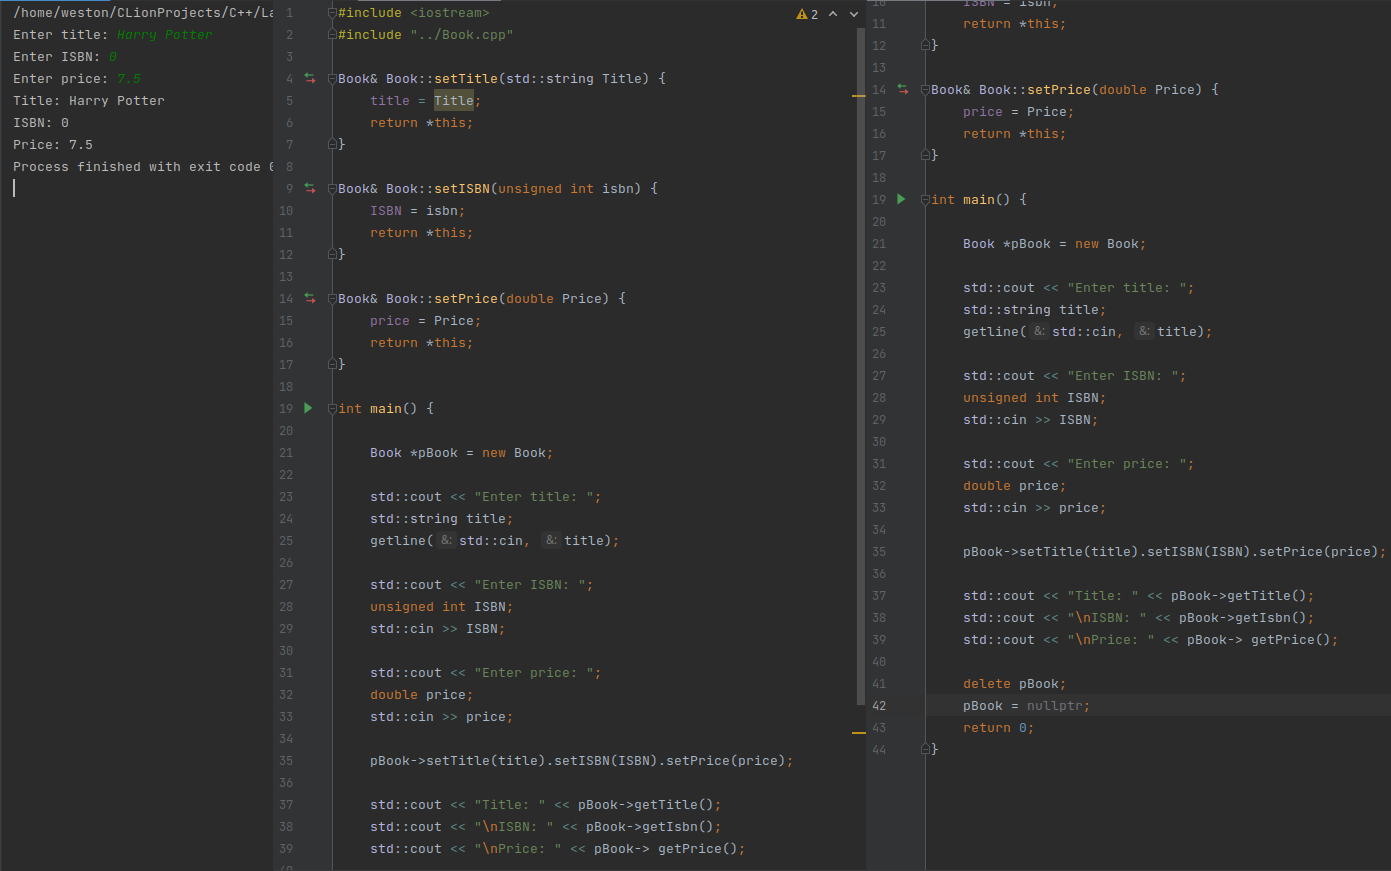 /home/weston/CLionProjects/C++/La
Enter title: Harry Potter
Enter ISBN: 0
Enter price: 7.5
Title: Harry Potter
ISBN: 0
Price: 7.5
Process finished with exit code 0
2
1 #include <iostream>
2 #include "../Book.cpp"
3
4 Book& Book::setTitle(std::string Title) {
5 title = Title;
6 return *this;
7 }
8
9 Book& Book::setISBN(unsigned int isbn) {
10 ISBN = isbn;
11 return *this;
12 }
13
14 Book& Book::setPrice(double Price) {
15 price = Price;
16 return *this;
17 }
18
19 int main() {
20
21 Book *pBook = new Book;
22
23 std::cout << "Enter title: ";
24 std::string title;
25 getline( &: std::cin, &: title);
26
27 std::cout << "Enter ISBN: ";
28 unsigned int ISBN;
29 std::cin >> ISBN;
30
31 std::cout << "Enter price: ";
32 double price;
33 std::cin >> price;
34
35 pBook->setTitle(title).setISBN(ISBN).setPrice(price);
36
37 std::cout << "Title: " << pBook->getTitle();
38 std::cout << "\nISBN: " << pBook->getIsbn();
39 std::cout << "\nPrice: " << pBook-> getPrice();
40
10 ISBN = isbn;
11 return *this;
12 }
13
14 Book& Book::setPrice(double Price) {
15 price = Price;
16 return *this;
17 }
18
19 int main() {
20
21 Book *pBook = new Book;
22
23 std::cout << "Enter title: ";
24 std::string title;
25 getline( &: std::cin, &: title);
26
27 std::cout << "Enter ISBN: ";
28 unsigned int ISBN;
29 std::cin >> ISBN;
30
31 std::cout << "Enter price: ";
32 double price;
33 std::cin >> price;
34
35 pBook->setTitle(title).setISBN(ISBN).setPrice(price);
36
37 std::cout << "Title: " << pBook->getTitle();
38 std::cout << "\nISBN: " << pBook->getIsbn();
39 std::cout << "\nPrice: " << pBook-> getPrice();
40
41 delete pBook;
42 pBook = nullptr;
43 return 0;
44 }